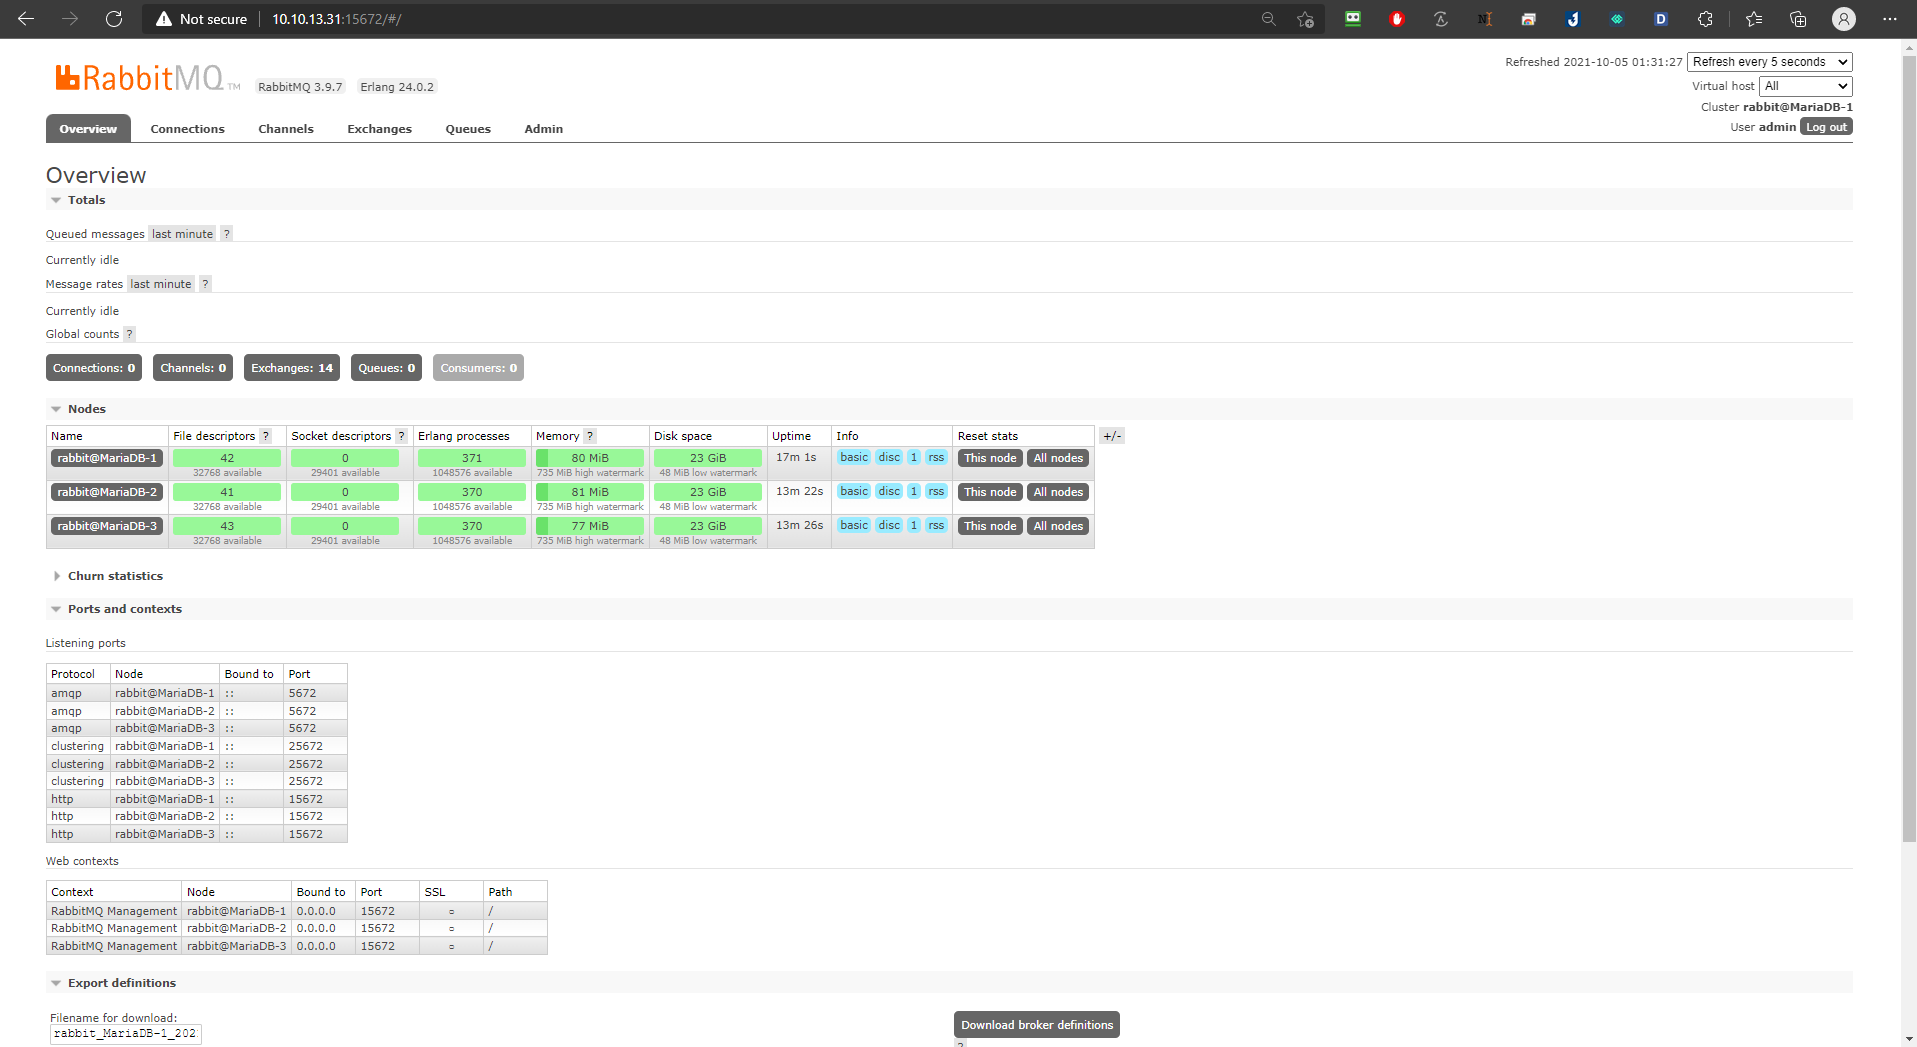 Not secure 10.10.13.31:15672/#/
RabbitMQ TM RabbitMQ 3.9.7 Erlang 24.0.2
Refreshed 2021-10-05 01:31:27 Refresh every 5 seconds
Virtual host All
Cluster rabbit@MariaDB-1
User admin Log out
Overview Connections Channels Exchanges Queues Admin
Overview
Totals
Queued messages last minute ?
Currently idle
Message rates last minute ?
Currently idle
Global counts ?
Connections: 0 Channels: 0 Exchanges: 14 Queues: 0 Consumers: 0
Nodes
Name File descriptors ? Socket descriptors ? Erlang processes Memory ? Disk space Uptime Info Reset stats +/-
rabbit@MariaDB-1 42 0 371 80 MiB 23 GiB 17m 1s basic disc 1 rss This node All nodes
32768 available 29401 available 1048576 available 735 MiB high watermark 48 MiB low watermark
rabbit@MariaDB-2 41 0 370 81 MiB 23 GiB 13m 22s basic disc 1 rss This node All nodes
32768 available 29401 available 1048576 available 735 MiB high watermark 48 MiB low watermark
rabbit@MariaDB-3 43 0 370 77 MiB 23 GiB 13m 26s basic disc 1 rss This node All nodes
32768 available 29401 available 1048576 available 735 MiB high watermark 48 MiB low watermark
Churn statistics
Ports and contexts
Listening ports
Protocol Node Bound to Port
amqp rabbit@MariaDB-1 :: 5672
amqp rabbit@MariaDB-2 :: 5672
amqp rabbit@MariaDB-3 :: 5672
clustering rabbit@MariaDB-1 :: 25672
clustering rabbit@MariaDB-2 :: 25672
clustering rabbit@MariaDB-3 :: 25672
http rabbit@MariaDB-1 :: 15672
http rabbit@MariaDB-2 :: 15672
http rabbit@MariaDB-3 :: 15672
Web contexts
Context Node Bound to Port SSL Path
RabbitMQ Management rabbit@MariaDB-1 0.0.0.0 15672 ○ /
RabbitMQ Management rabbit@MariaDB-2 0.0.0.0 15672 ○ /
RabbitMQ Management rabbit@MariaDB-3 0.0.0.0 15672 ○ /
Export definitions
Filename for download:
rabbit_MariaDB-1_202
Download broker definitions
?